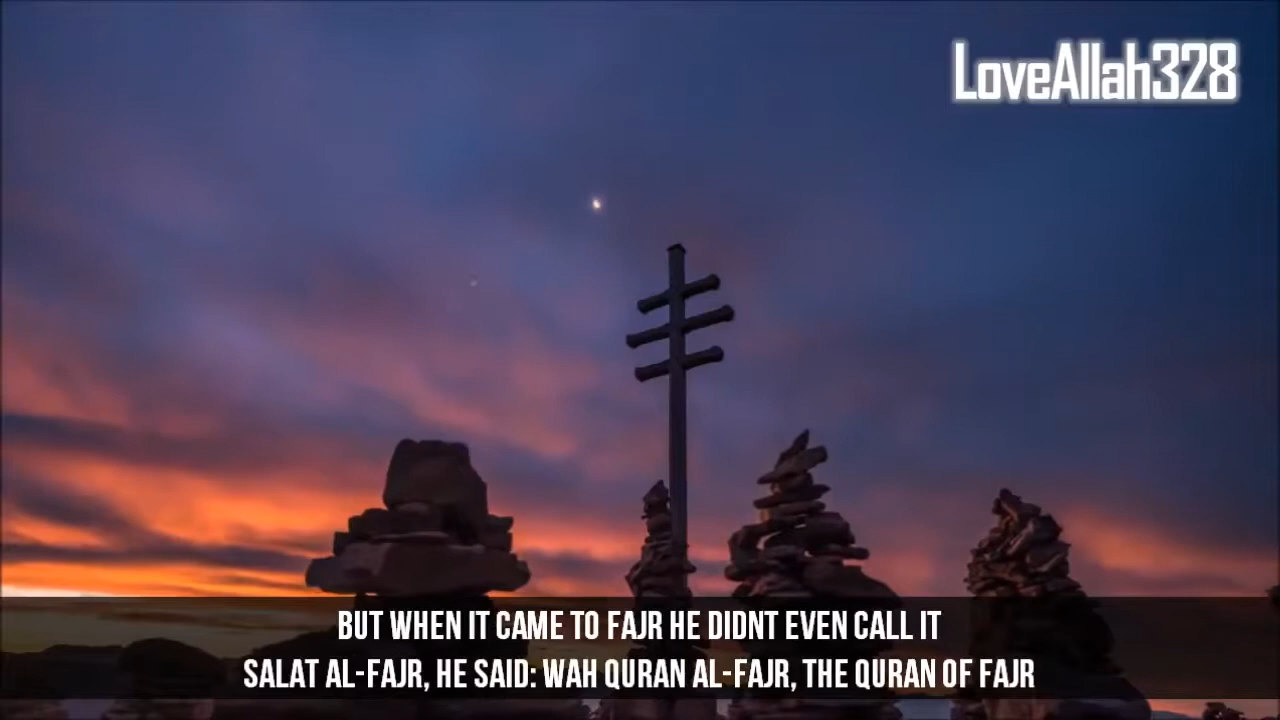 LoveAllah328
BUT WHEN IT CAME TO FAJR HE DIDNT EVEN CALL IT
SALAT AL-FAJR, HE SAID: WAH QURAN AL-FAJR, THE QURAN OF FAJR